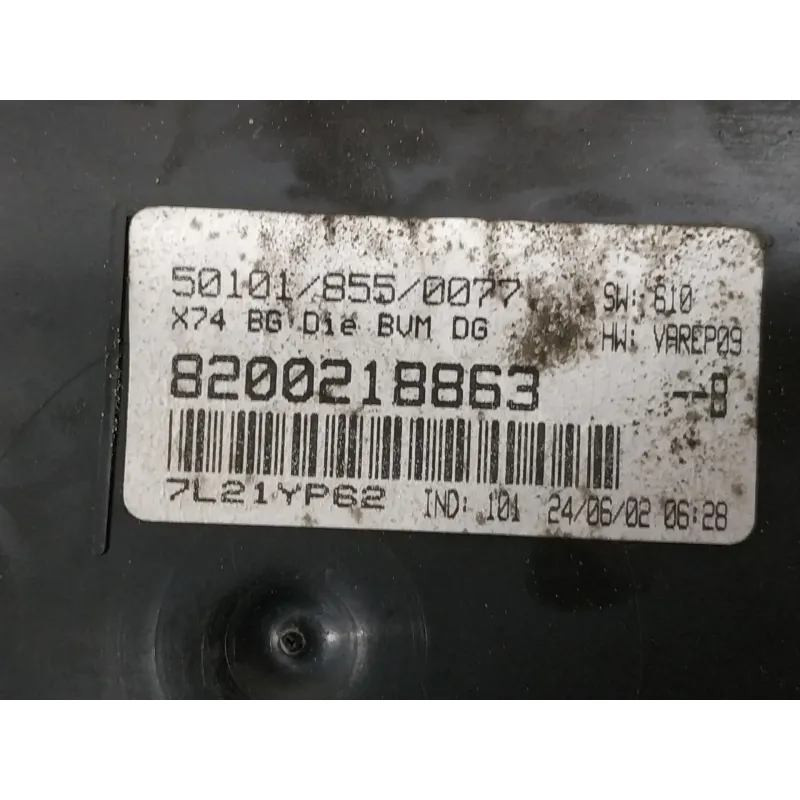 50101/855/0077
SW: 610
X74 BG Die BVM DG
HW: VAREP09
8200218863
--B
7L21YP62
IND: 101
24/06/02 06:28